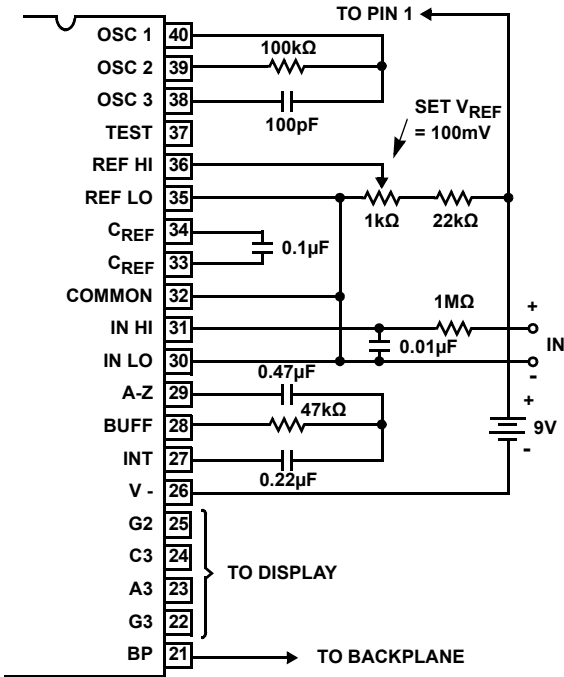 TO PIN 1
OSC 1 40
100kΩ
OSC 2 39
OSC 3 38
100pF
SET VREF
= 100mV
TEST 37
REF HI 36
REF LO 35
1kΩ 22kΩ
CREF 34
0.1µF
CREF 33
COMMON 32
1MΩ
+
IN HI 31
IN
0.01µF
IN LO 30
-
0.47µF
A-Z 29
+
47kΩ
BUFF 28
9V
-
INT 27
0.22µF
V - 26
G2 25
C3 24
TO DISPLAY
A3 23
G3 22
BP 21
TO BACKPLANE